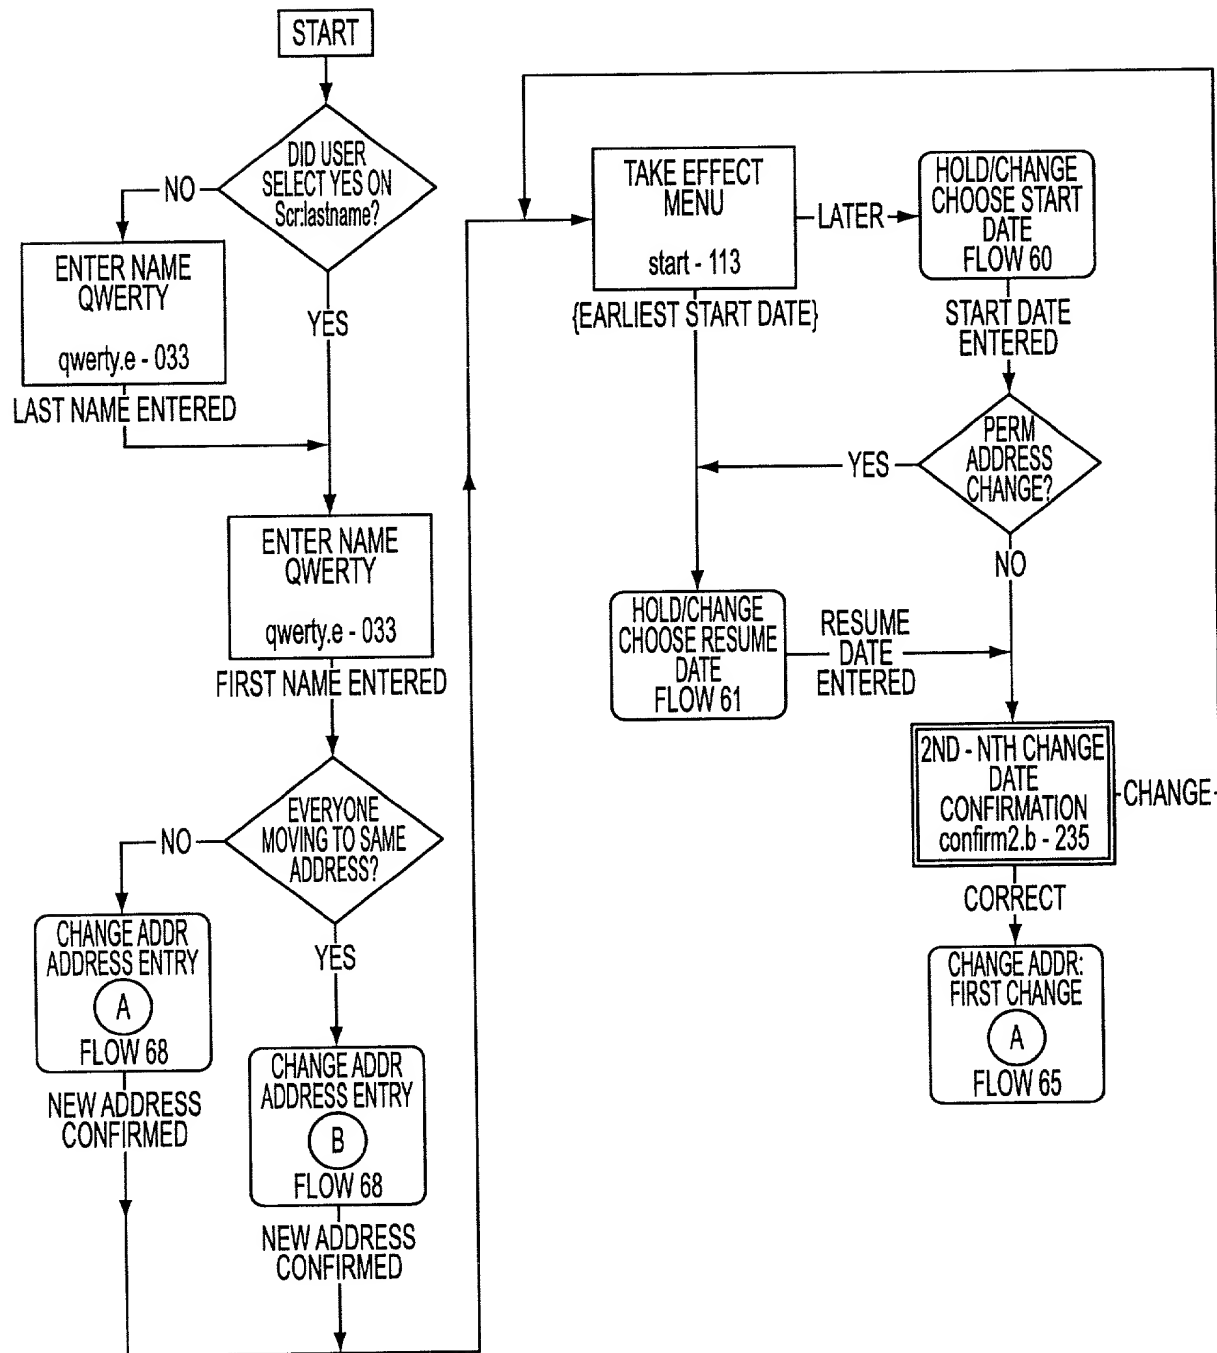 START
DID USER
SELECT YES ON
Scr:lastname?
NO
YES
ENTER NAME
QWERTY
qwerty.e - 033
LAST NAME ENTERED
ENTER NAME
QWERTY
qwerty.e - 033
FIRST NAME ENTERED
EVERYONE
MOVING TO SAME
ADDRESS?
NO
YES
CHANGE ADDR
ADDRESS ENTRY
A
FLOW 68
NEW ADDRESS
CONFIRMED
CHANGE ADDR
ADDRESS ENTRY
B
FLOW 68
NEW ADDRESS
CONFIRMED
TAKE EFFECT
MENU
start - 113
{EARLIEST START DATE}
LATER
HOLD/CHANGE
CHOOSE START
DATE
FLOW 60
START DATE
ENTERED
PERM
ADDRESS
CHANGE?
YES
NO
HOLD/CHANGE
CHOOSE RESUME
DATE
FLOW 61
RESUME
DATE
ENTERED
2ND - NTH CHANGE
DATE
CONFIRMATION
confirm2.b - 235
CHANGE
CORRECT
CHANGE ADDR:
FIRST CHANGE
A
FLOW 65